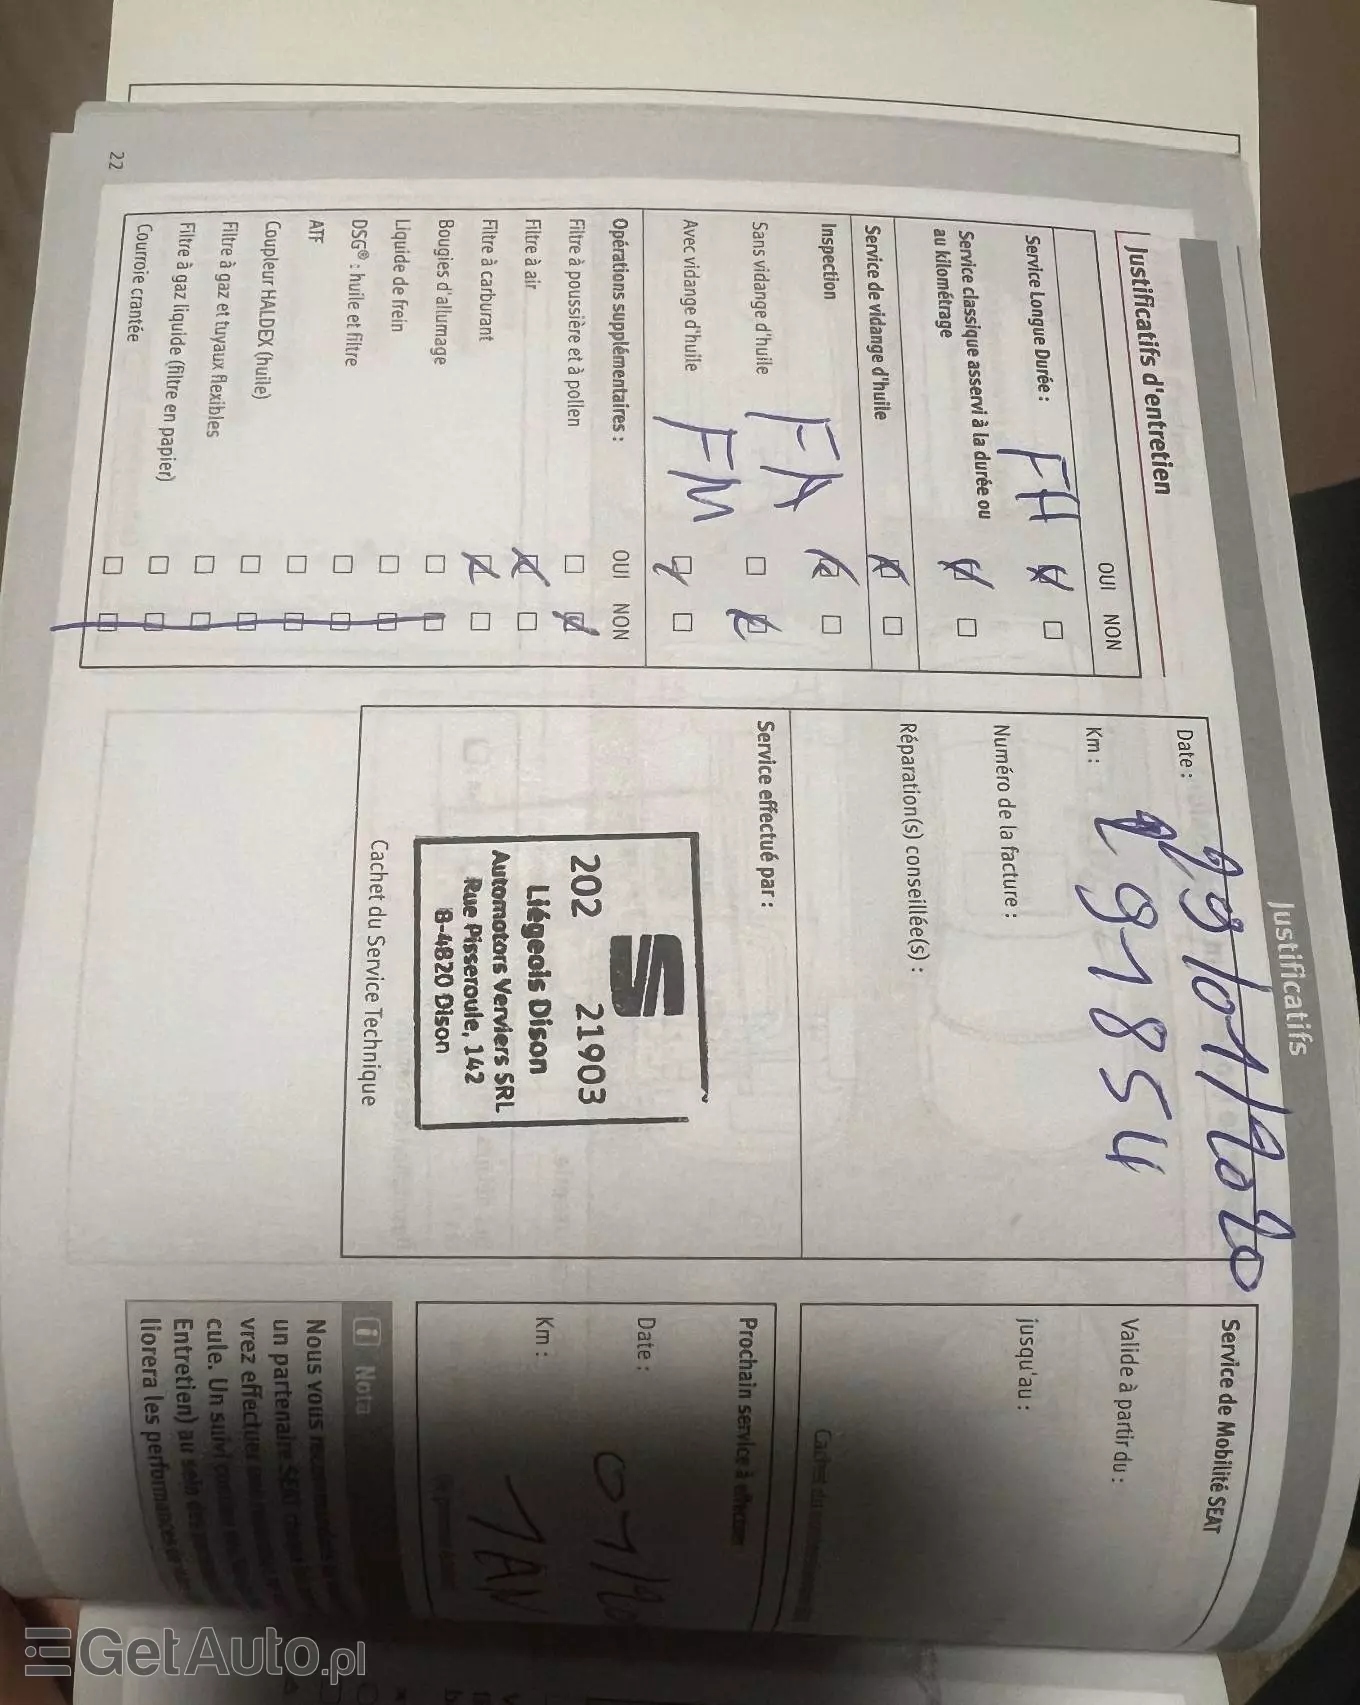 Justificatifs
Justificatifs d'entretien
OUI NON
Service Longue Durée :
FH
Service classique asservi à la durée ou
au kilométrage
Service de vidange d'huile
Inspection
FA
Sans vidange d'huile
Avec vidange d'huile
FM
Opérations supplémentaires :
OUI NON
Filtre à poussière et à pollen
Filtre à air
Filtre à carburant
Bougies d'allumage
Liquide de frein
DSG® : huile et filtre
ATF
Coupleur HALDEX (huile)
Filtre à gaz et tuyaux flexibles
Filtre à gaz liquide (filtre en papier)
Courroie crantée
22
Date :
Km :
91854
Numéro de la facture :
Réparation(s) conseillée(s) :
Service effectué par :
202 21903
Liégeois Dison
Automotors Verviers SRL
Rue Pisseroule, 142
B-4820 Dison
Cachet du Service Technique
Service de Mobilité SEAT
Valide à partir du :
jusqu'au :
Prochain service à effectuer
Date :
Km :
1AN
i Nota
Nous vous
un partenaire SEAT
vrez effectuer
cule. Un suivi
Entretien) au sein
liorera les performances
GetAuto.pl